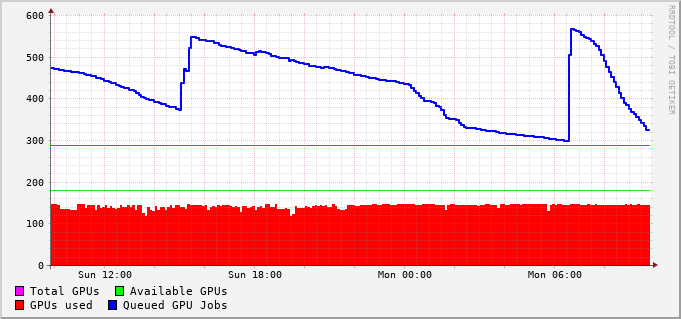 600
500
400
300
200
100
0
Sun 12:00 Sun 18:00 Mon 00:00 Mon 06:00
Total GPUs Available GPUs
GPUs used Queued GPU Jobs
RRDTOOL / TOBI OETIKER